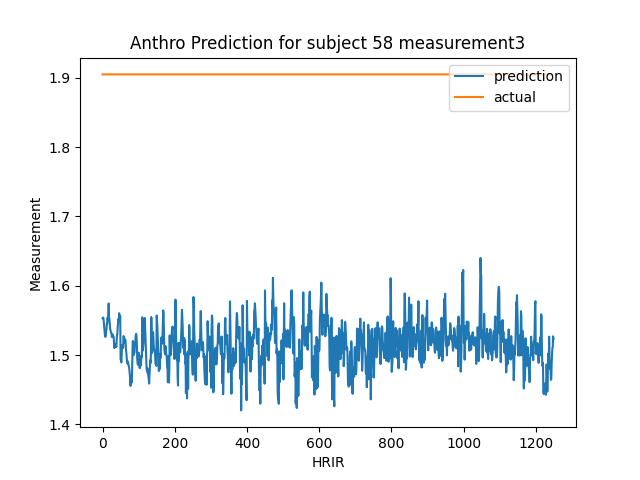 Anthro Prediction for subject 58 measurement3
prediction
actual
Measurement
1.9
1.8
1.7
1.6
1.5
1.4
0 200 400 600 800 1000 1200
HRIR